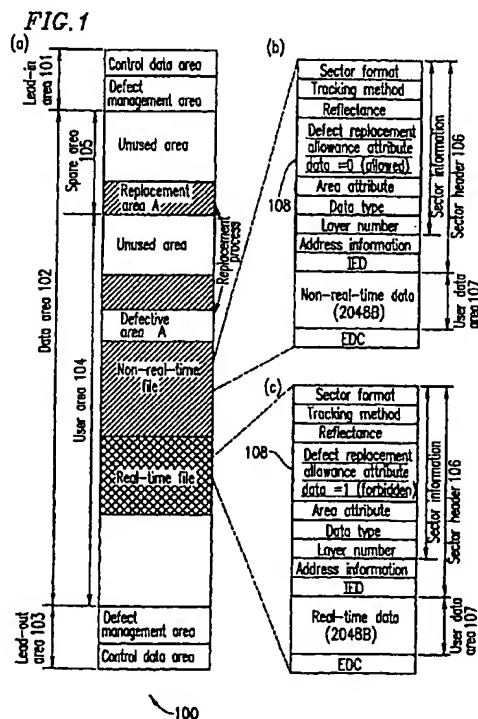 FIG. 1
(a)
Lead-in area 101
Control data area
Defect management area
Data area 102
Spare area 105
Unused area
Replacement area A
Replacement process
User area 104
Unused area
Defective area A
Non-real-time file
Real-time file
Lead-out area 103
Defect management area
Control data area
100
(b)
Sector format
Tracking method
Reflectance
Defect replacement
allowance attribute
data =0 (allowed)
108
Area attribute
Data type
Layer number
Address information
IED
Non-real-time data
(2048B)
EDC
Sector information
Sector header 106
User data area 107
(c)
Sector format
Tracking method
Reflectance
108
Defect replacement
allowance attribute
data =1 (forbidden)
Area attribute
Data type
Layer number
Address information
IED
Real-time data
(2048B)
EDC
Sector information
Sector header 106
User data area 107